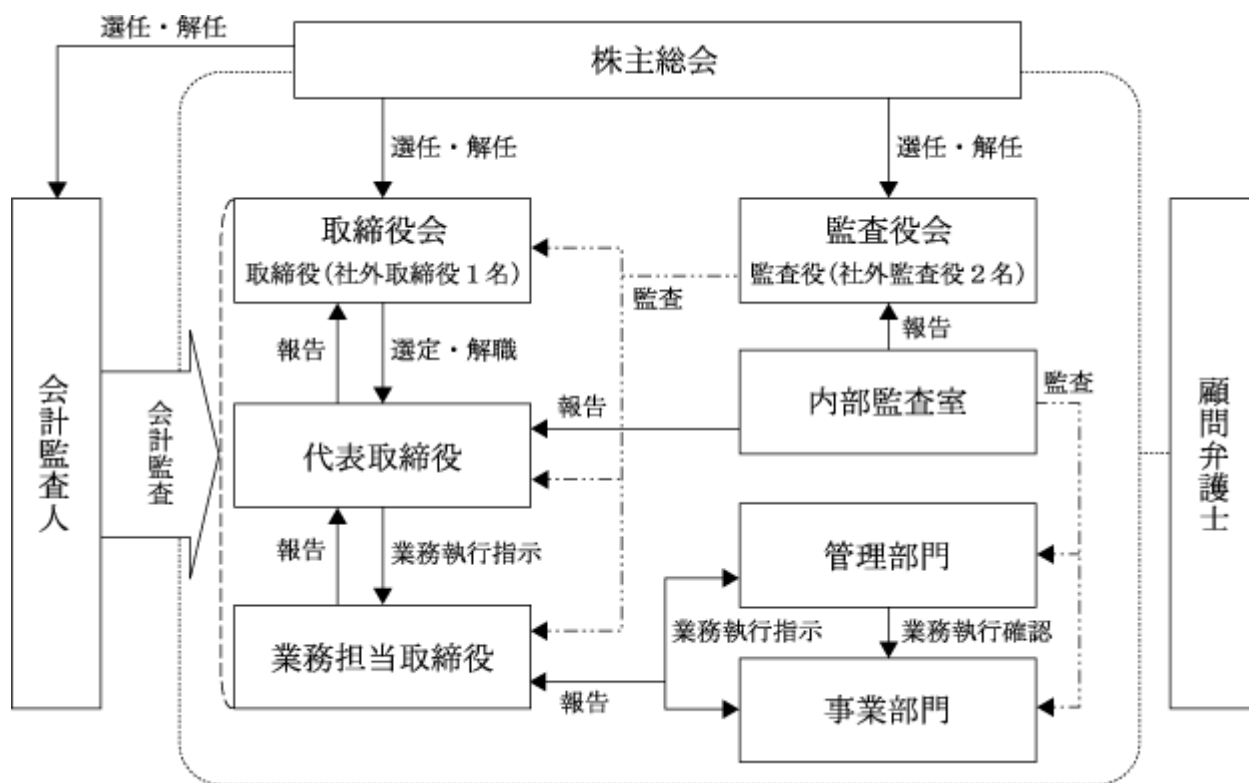 選任・解任
株主総会
選任・解任
選任・解任
取締役会
取締役(社外取締役1名)
監査役会
監査役(社外監査役2名)
監査
報告
選定・解職
報告
内部監査室
監査
報告
代表取締役
会計監査人
会計監査
顧問弁護士
報告
業務執行指示
管理部門
業務執行指示
業務執行確認
業務担当取締役
報告
事業部門